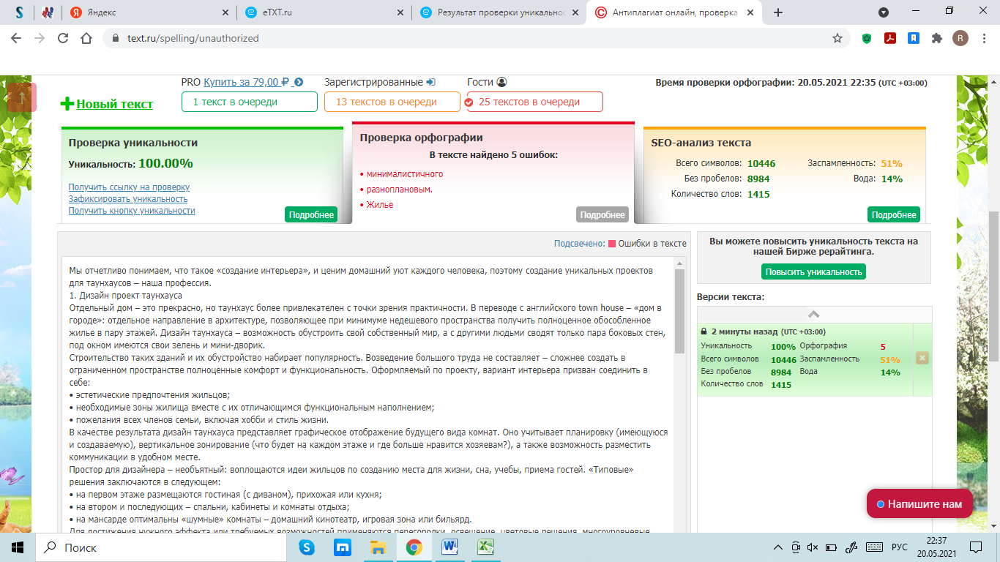 Яндекс
eTXT.ru
Результат проверки уникальнос
Антиплагиат онлайн, проверка
text.ru/spelling/unauthorized
R
PRO Купить за 79,00 ₽
Зарегистрированные
Гости
Время проверки орфографии: 20.05.2021 22:35 (UTC +03:00)
Новый текст
1 текст в очереди
13 текстов в очереди
25 текстов в очереди
Проверка уникальности
Уникальность: 100.00%
Получить ссылку на проверку
Зафиксировать уникальность
Получить кнопку уникальности
Подробнее
Проверка орфографии
В тексте найдено 5 ошибок:
• минималистичного
• разноплановым.
• Жилье
Подробнее
SEO-анализ текста
Всего символов: 10446 Заспамленность: 51%
Без пробелов: 8984 Вода: 14%
Количество слов: 1415
Подробнее
Подсвечено: Ошибки в тексте
Мы отчетливо понимаем, что такое «создание интерьера», и ценим домашний уют каждого человека, поэтому создание уникальных проектов
для таунхаусов – наша профессия.
1. Дизайн проект таунхауса
Отдельный дом – это прекрасно, но таунхаус более привлекателен с точки зрения практичности. В переводе с английского town house – «дом в
городе»: отдельное направление в архитектуре, позволяющее при минимуме недешевого пространства получить полноценное обособленное
жилье в пару этажей. Дизайн таунхауса – возможность обустроить свой собственный мир, а с другими людьми сводят только пара боковых стен,
под окном имеются свои зелень и мини-дворик.
Строительство таких зданий и их обустройство набирает популярность. Возведение большого труда не составляет – сложнее создать в
ограниченном пространстве полноценные комфорт и функциональность. Оформляемый по проекту, вариант интерьера призван соединить в
себе:
• эстетические предпочтения жильцов;
• необходимые зоны жилища вместе с их отличающимся функциональным наполнением;
• пожелания всех членов семьи, включая хобби и стиль жизни.
В качестве результата дизайн таунхауса представляет графическое отображение будущего вида комнат. Оно учитывает планировку (имеющуюся
и создаваемую), вертикальное зонирование (что будет на каждом этаже и где больше нравится хозяевам?), а также возможность разместить
коммуникации в удобном месте.
Простор для дизайнера – необъятный: воплощаются идеи жильцов по созданию места для жизни, сна, учебы, приема гостей. «Типовые»
решения заключаются в следующем:
• на первом этаже размещаются гостиная (с диваном), прихожая или кухня;
• на втором и последующих – спальни, кабинеты и комнаты отдыха;
• на мансарде оптимальны «шумные» комнаты – домашний кинотеатр, игровая зона или бильярд.
Для достижения нужного эффекта или требуемых возможностей применяются перегородки, освещение, цветовые решения, многоуровневые
Вы можете повысить уникальность текста на
нашей Бирже рерайтинга.
Повысить уникальность
Версии текста:
2 минуты назад (UTC +03:00)
Уникальность 100% Орфография 5
Всего символов 10446 Заспамленность 51%
Без пробелов 8984 Вода 14%
Количество слов 1415
Напишите нам
Поиск
РУС
22:37
20.05.2021